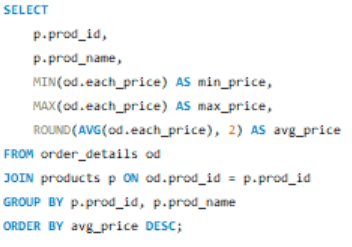 SELECT
    p.prod_id,
    p.prod_name,
    MIN(od.each_price) AS min_price,
    MAX(od.each_price) AS max_price,
    ROUND(AVG(od.each_price), 2) AS avg_price
FROM order_details od
JOIN products p ON od.prod_id = p.prod_id
GROUP BY p.prod_id, p.prod_name
ORDER BY avg_price DESC;